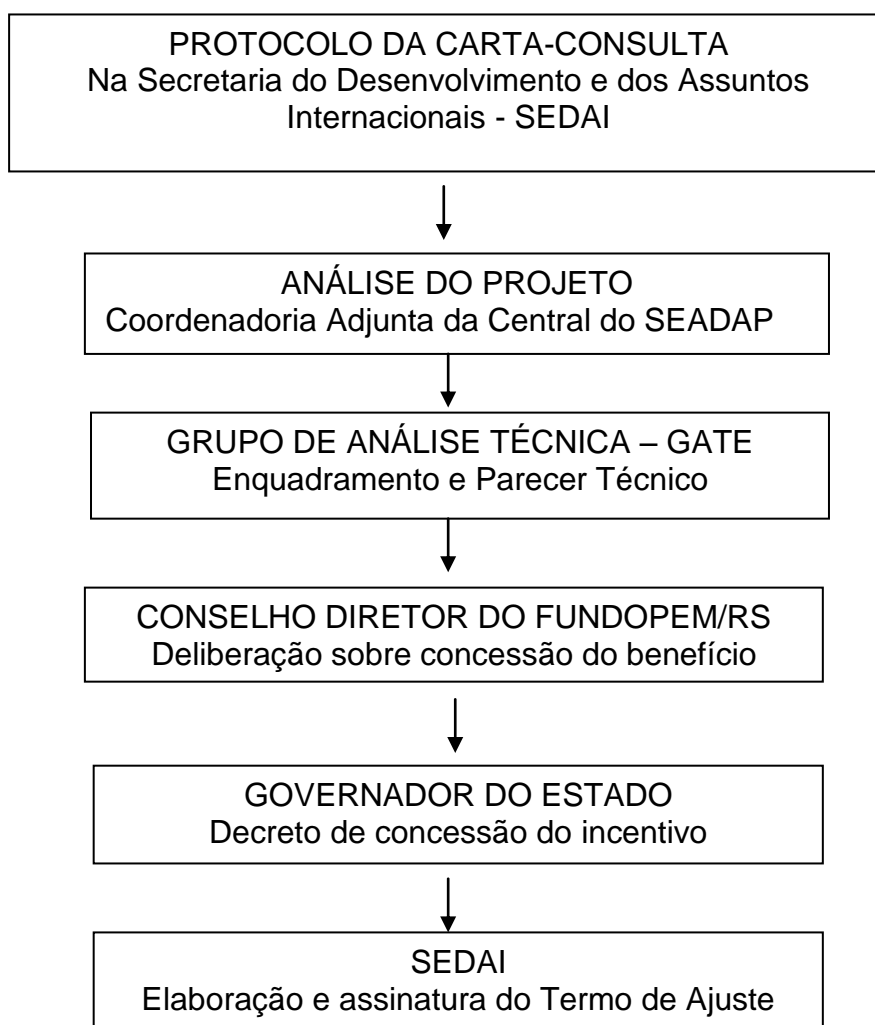 PROTOCOLO DA CARTA-CONSULTA
Na Secretaria do Desenvolvimento e dos Assuntos
Internacionais - SEDAI
ANÁLISE DO PROJETO
Coordenadoria Adjunta da Central do SEADAP
GRUPO DE ANÁLISE TÉCNICA – GATE
Enquadramento e Parecer Técnico
CONSELHO DIRETOR DO FUNDOPEM/RS
Deliberação sobre concessão do benefício
GOVERNADOR DO ESTADO
Decreto de concessão do incentivo
SEDAI
Elaboração e assinatura do Termo de Ajuste